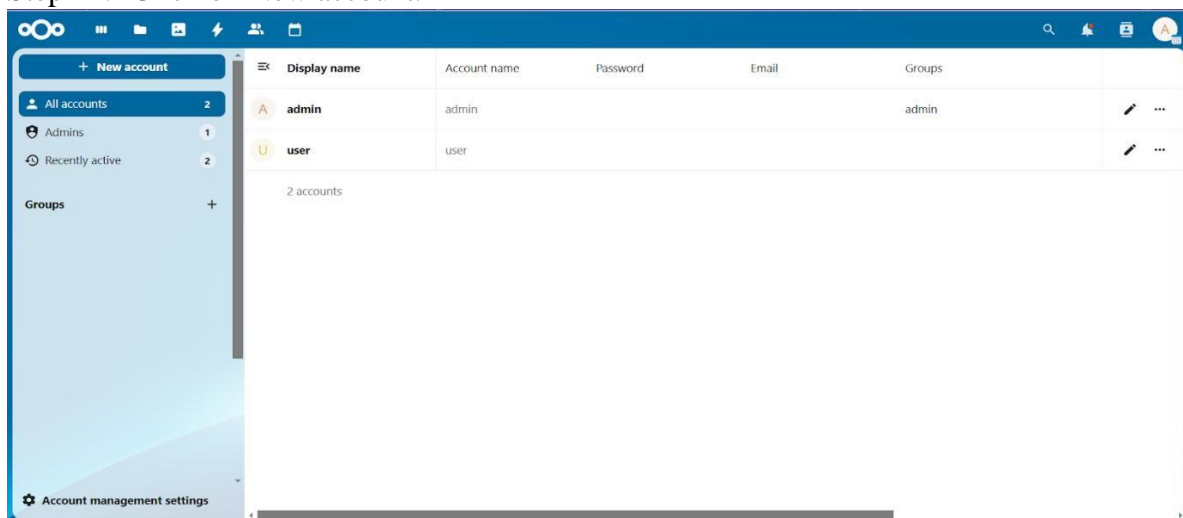 + New account
All accounts 2
Admins 1
Recently active 2
Groups +
Account management settings
Display name Account name Password Email Groups
A admin admin admin
U user user
2 accounts
A